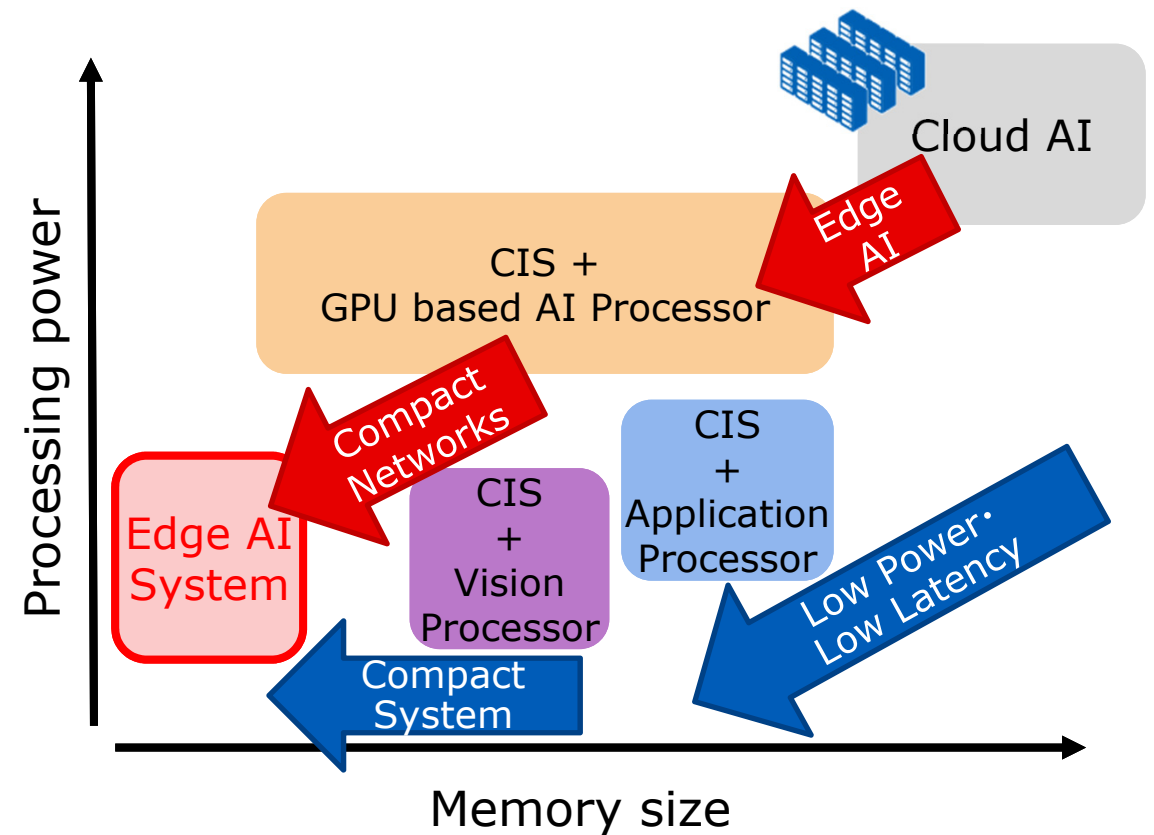 Processing power
Cloud AI
Edge
AI
CIS +
GPU based AI Processor
Compact
Networks
CIS
+
Application
Processor
CIS
+
Vision
Processor
Edge AI
System
Low Power・
Low Latency
Compact
System
Memory size